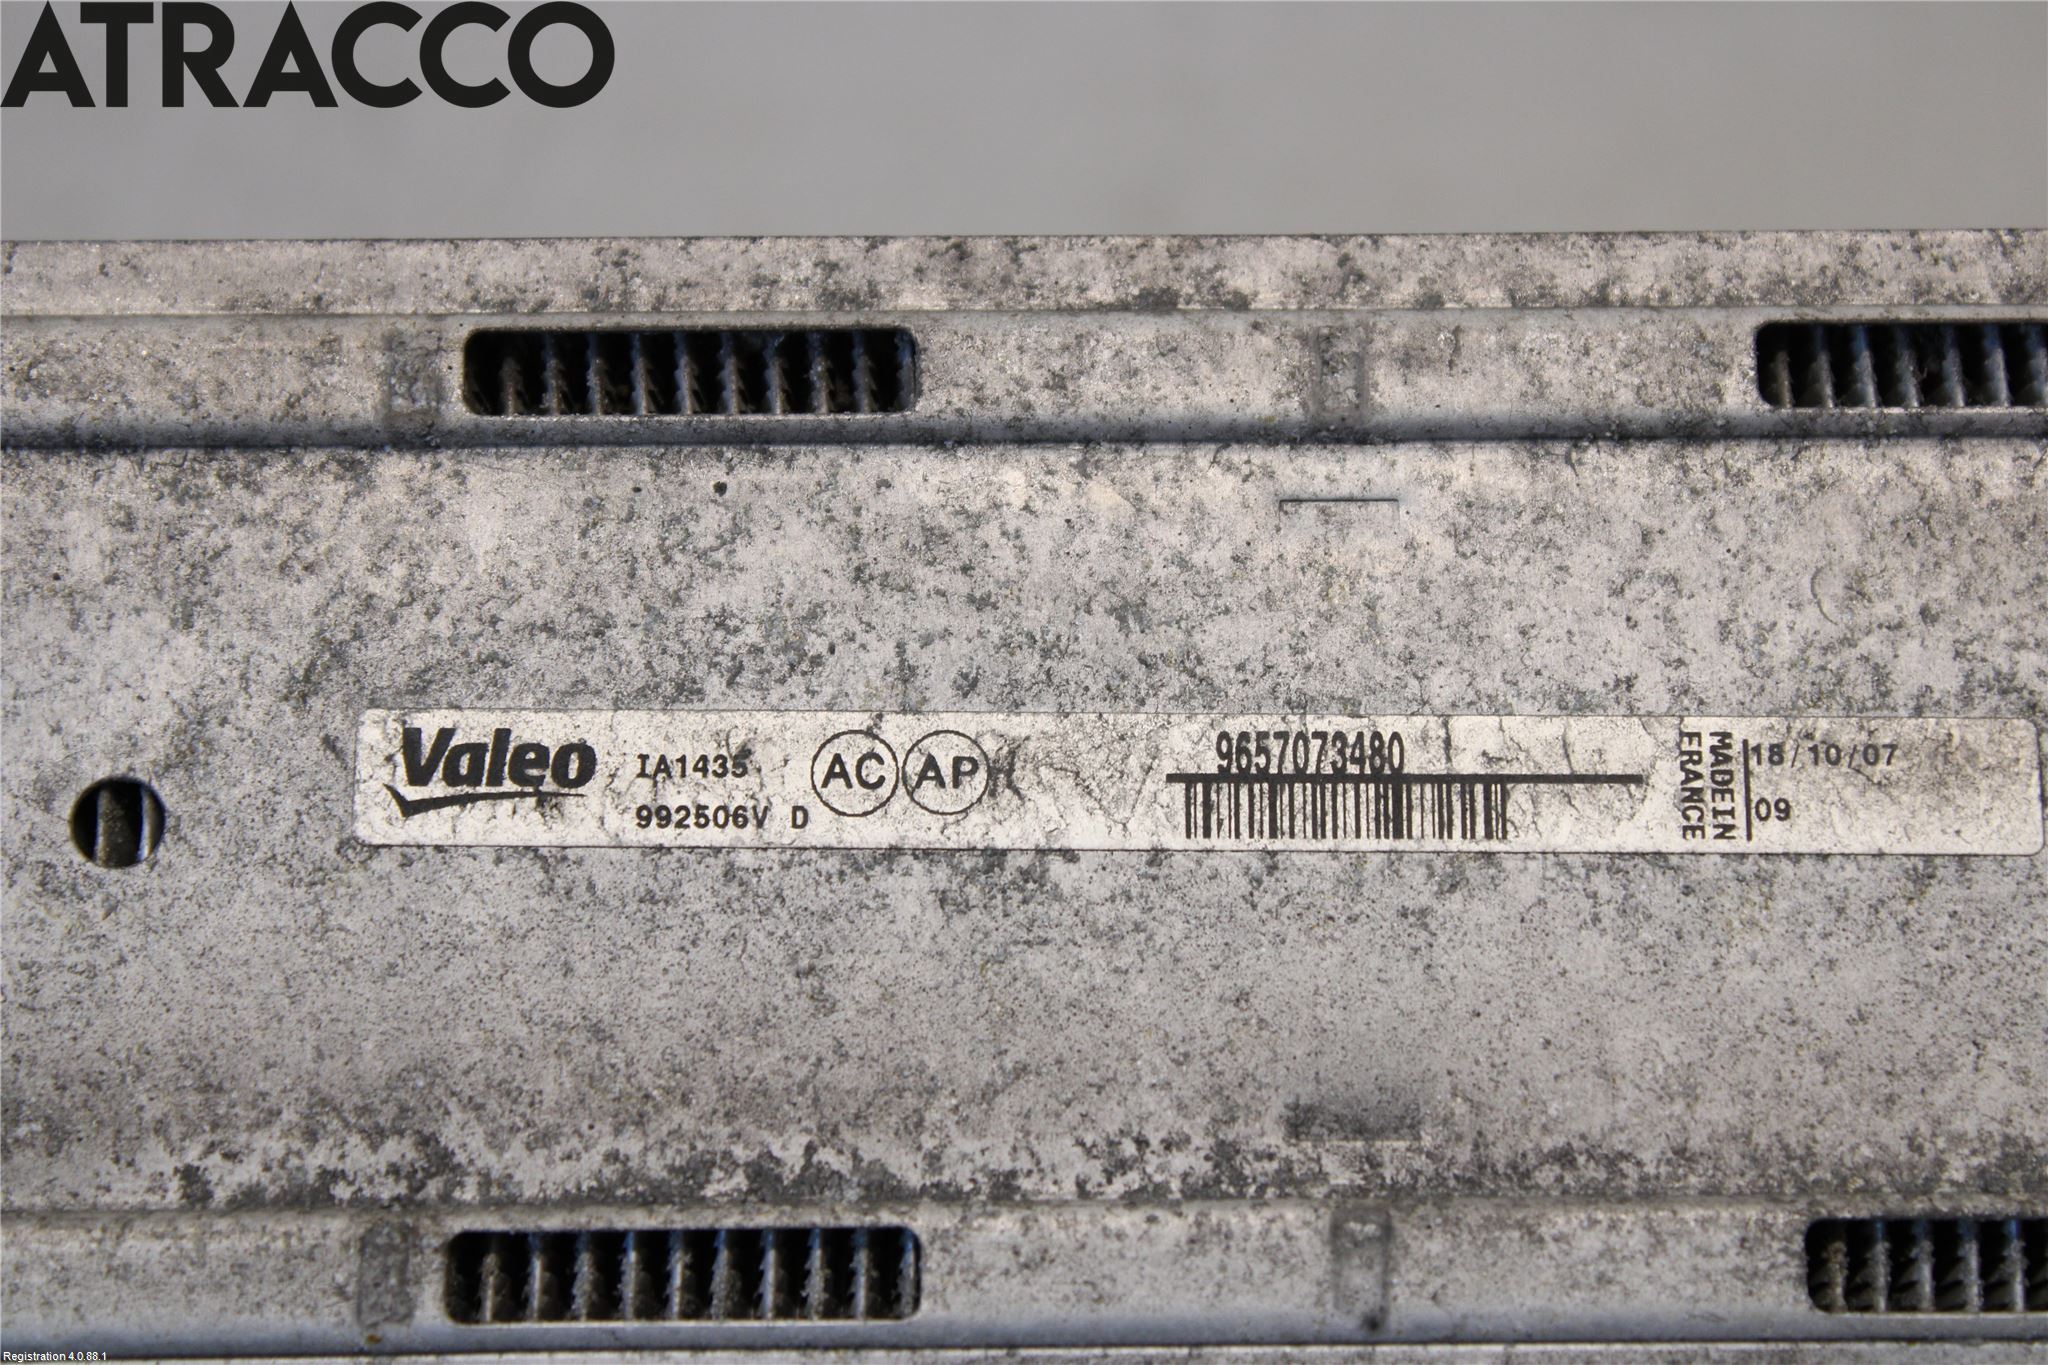 ATRACCO
Valeo
IA1435
992506V D
AC
AP
9657073480
MADE IN
FRANCE
18/10/07
09
Registration 4.0.88.1